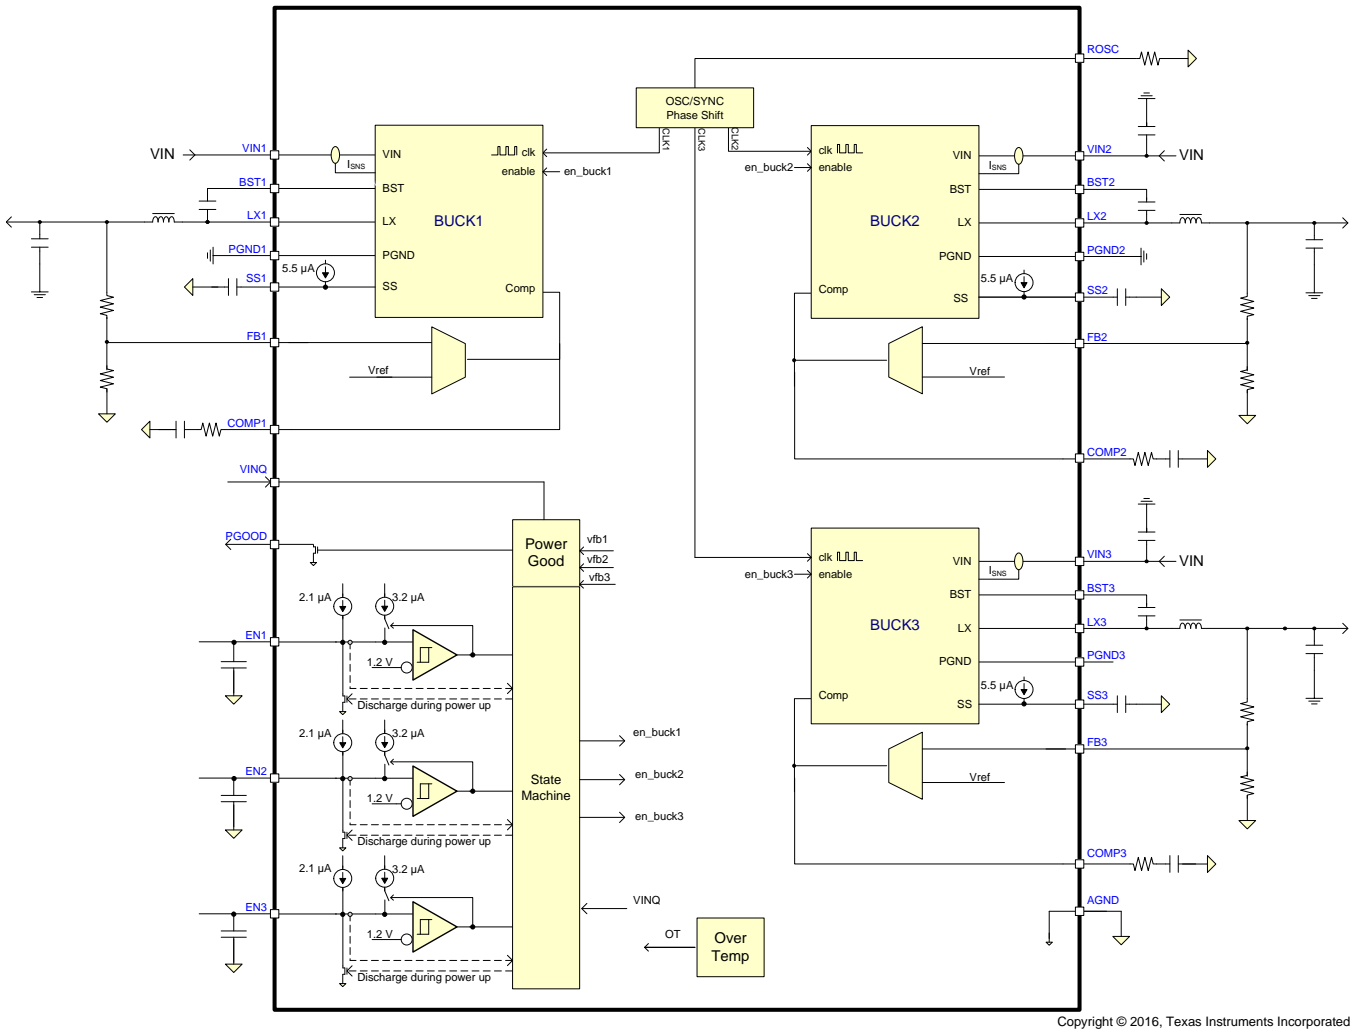 ROSC
OSC/SYNC
Phase Shift
CLK1
CLK3
CLK2
VIN
VIN1
ISNS
VIN
clk
enable
en_buck1
BST1
BST
LX1
LX
BUCK1
PGND1
PGND
5.5 µA
SS1
SS
Comp
FB1
Vref
COMP1
en_buck2
clk
enable
VIN
ISNS
VIN2
VIN
BST
BST2
BUCK2
LX
LX2
PGND
PGND2
5.5 µA
Comp
SS
SS2
FB2
Vref
COMP2
VINQ
PGOOD
Power
Good
vfb1
vfb2
vfb3
2.1 µA
3.2 µA
EN1
1.2 V
Discharge during power up
2.1 µA
3.2 µA
EN2
1.2 V
Discharge during power up
2.1 µA
3.2 µA
EN3
1.2 V
Discharge during power up
State
Machine
en_buck1
en_buck2
en_buck3
VINQ
OT
Over
Temp
en_buck3
clk
enable
VIN
ISNS
VIN3
VIN
BST
BST3
BUCK3
LX
LX3
PGND
PGND3
5.5 µA
Comp
SS
SS3
FB3
Vref
COMP3
AGND
Copyright © 2016, Texas Instruments Incorporated